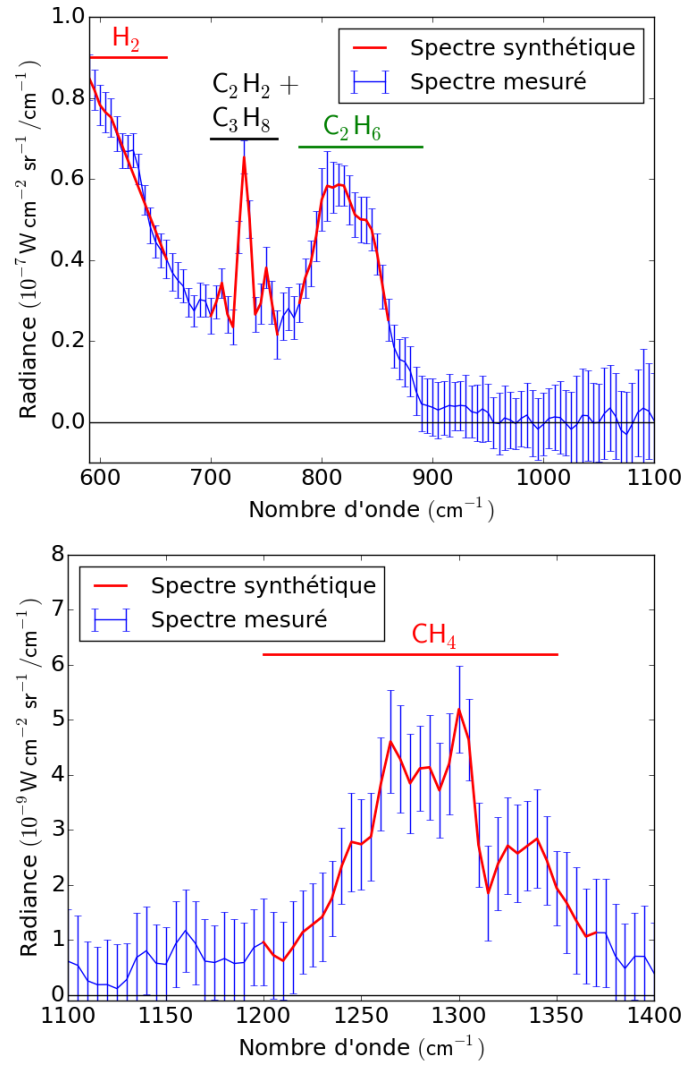 1.0
0.8
0.6
0.4
0.2
0.0
Radiance (10⁻⁷ W cm⁻² sr⁻¹/cm⁻¹)
H₂
C₂H₂ +
C₃H₈
C₂H₆
Spectre synthétique
Spectre mesuré
600 700 800 900 1000 1100
Nombre d'onde (cm⁻¹)
8
7
6
5
4
3
2
1
0
Radiance (10⁻⁹ W cm⁻² sr⁻¹/cm⁻¹)
Spectre synthétique
Spectre mesuré
CH₄
1100 1150 1200 1250 1300 1350 1400
Nombre d'onde (cm⁻¹)